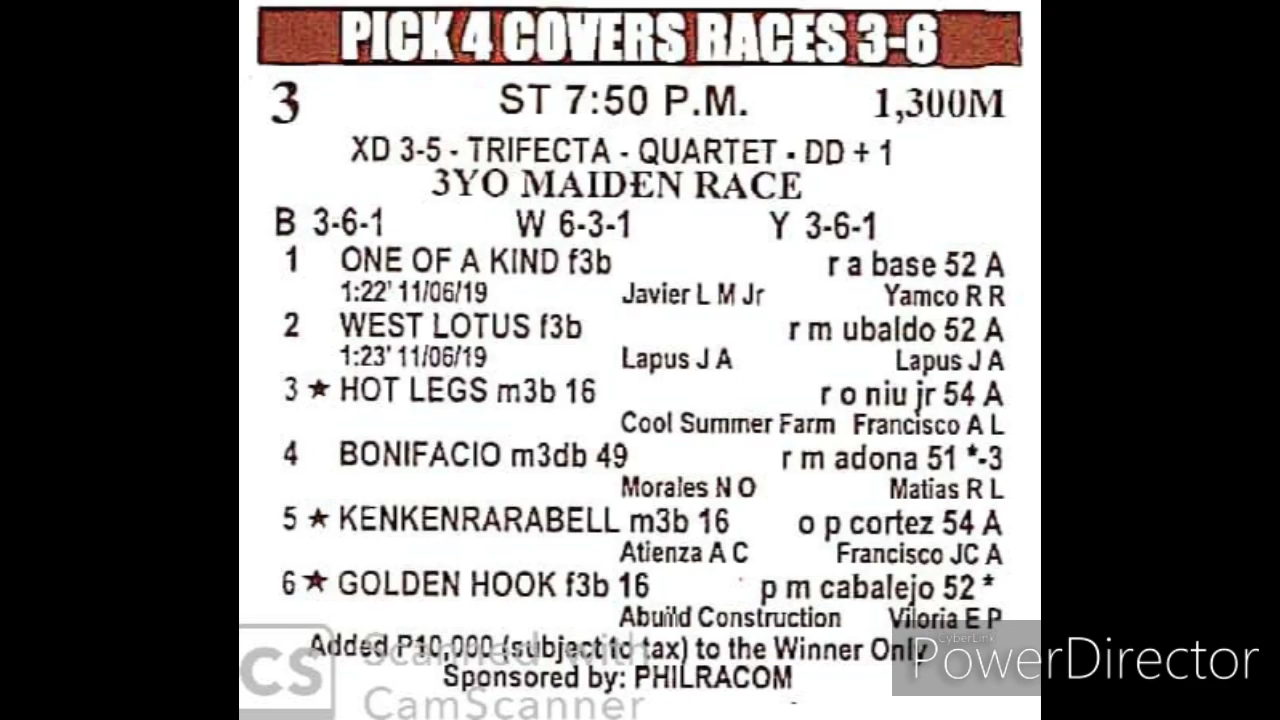 PICK 4 COVERS RACES 3-6
3 ST 7:50 P.M. 1,300M
XD 3-5 - TRIFECTA - QUARTET - DD + 1
3YO MAIDEN RACE
B 3-6-1 W 6-3-1 Y 3-6-1
1 ONE OF A KIND f3b r a base 52 A
1:22' 11/06/19 Javier L M Jr Yamco R R
2 WEST LOTUS f3b r m ubaldo 52 A
1:23' 11/06/19 Lapus J A Lapus J A
3 ★ HOT LEGS m3b 16 r o niu jr 54 A
Cool Summer Farm Francisco A L
4 BONIFACIO m3db 49 r m adona 51 *-3
Morales N O Matias R L
5 ★ KENKENRARABELL m3b 16 o p cortez 54 A
Atienza A C Francisco JC A
6 ★ GOLDEN HOOK f3b 16 p m cabalejo 52 *
Abuild Construction Viloria E P
Added P10,000 (subject to tax) to the Winner Only
Sponsored by: PHILRACOM
CS Scanned with
CamScanner
CyberLink
PowerDirector